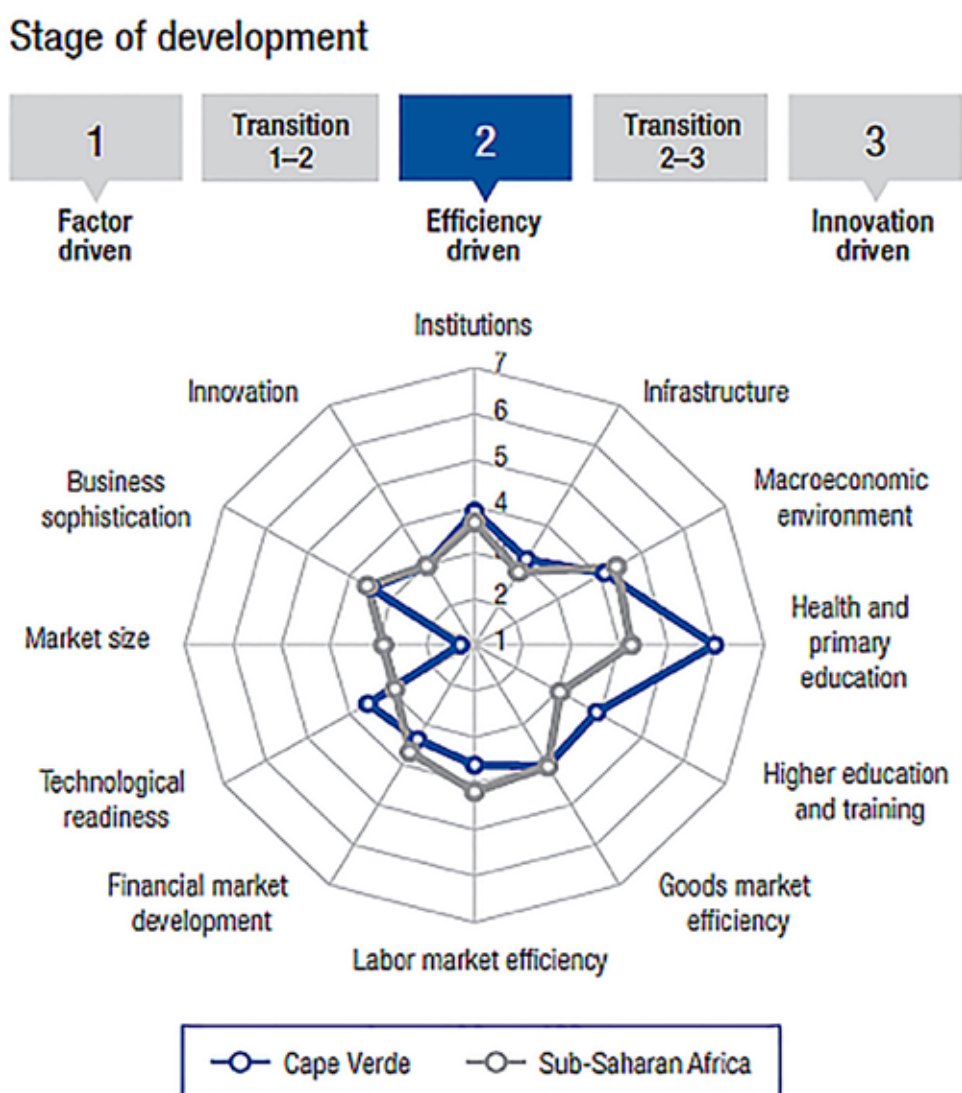 Stage of development
1
Transition
1–2
2
Transition
2–3
3
Factor
driven
Efficiency
driven
Innovation
driven
Institutions
7
Innovation
Infrastructure
6
5
Business
sophistication
Macroeconomic
environment
4
3
2
Market size
1
Health and
primary
education
Technological
readiness
Higher education
and training
Financial market
development
Goods market
efficiency
Labor market efficiency
Cape Verde
Sub-Saharan Africa